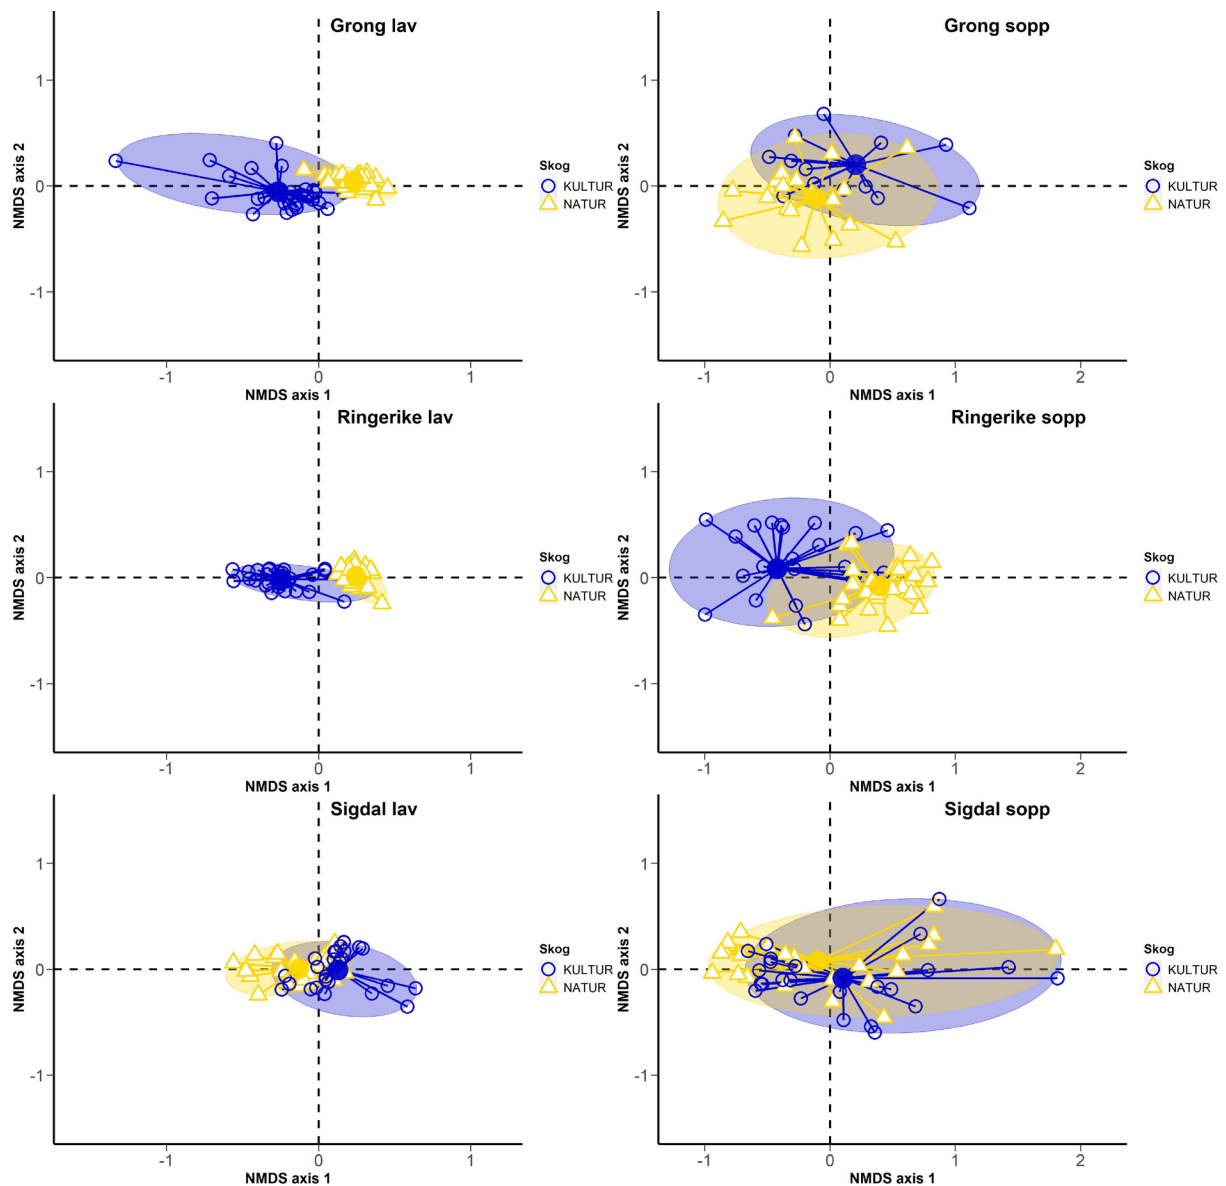 Grong lav
NMDS axis 2
1
0
-1
-1
0
1
NMDS axis 1
Skog
KULTUR
NATUR
Grong sopp
NMDS axis 2
1
0
-1
-1
0
1
2
NMDS axis 1
Skog
KULTUR
NATUR
Ringerike lav
NMDS axis 2
1
0
-1
-1
0
1
NMDS axis 1
Skog
KULTUR
NATUR
Ringerike sopp
NMDS axis 2
1
0
-1
-1
0
1
2
NMDS axis 1
Skog
KULTUR
NATUR
Sigdal lav
NMDS axis 2
1
0
-1
-1
0
1
NMDS axis 1
Skog
KULTUR
NATUR
Sigdal sopp
NMDS axis 2
1
0
-1
-1
0
1
2
NMDS axis 1
Skog
KULTUR
NATUR